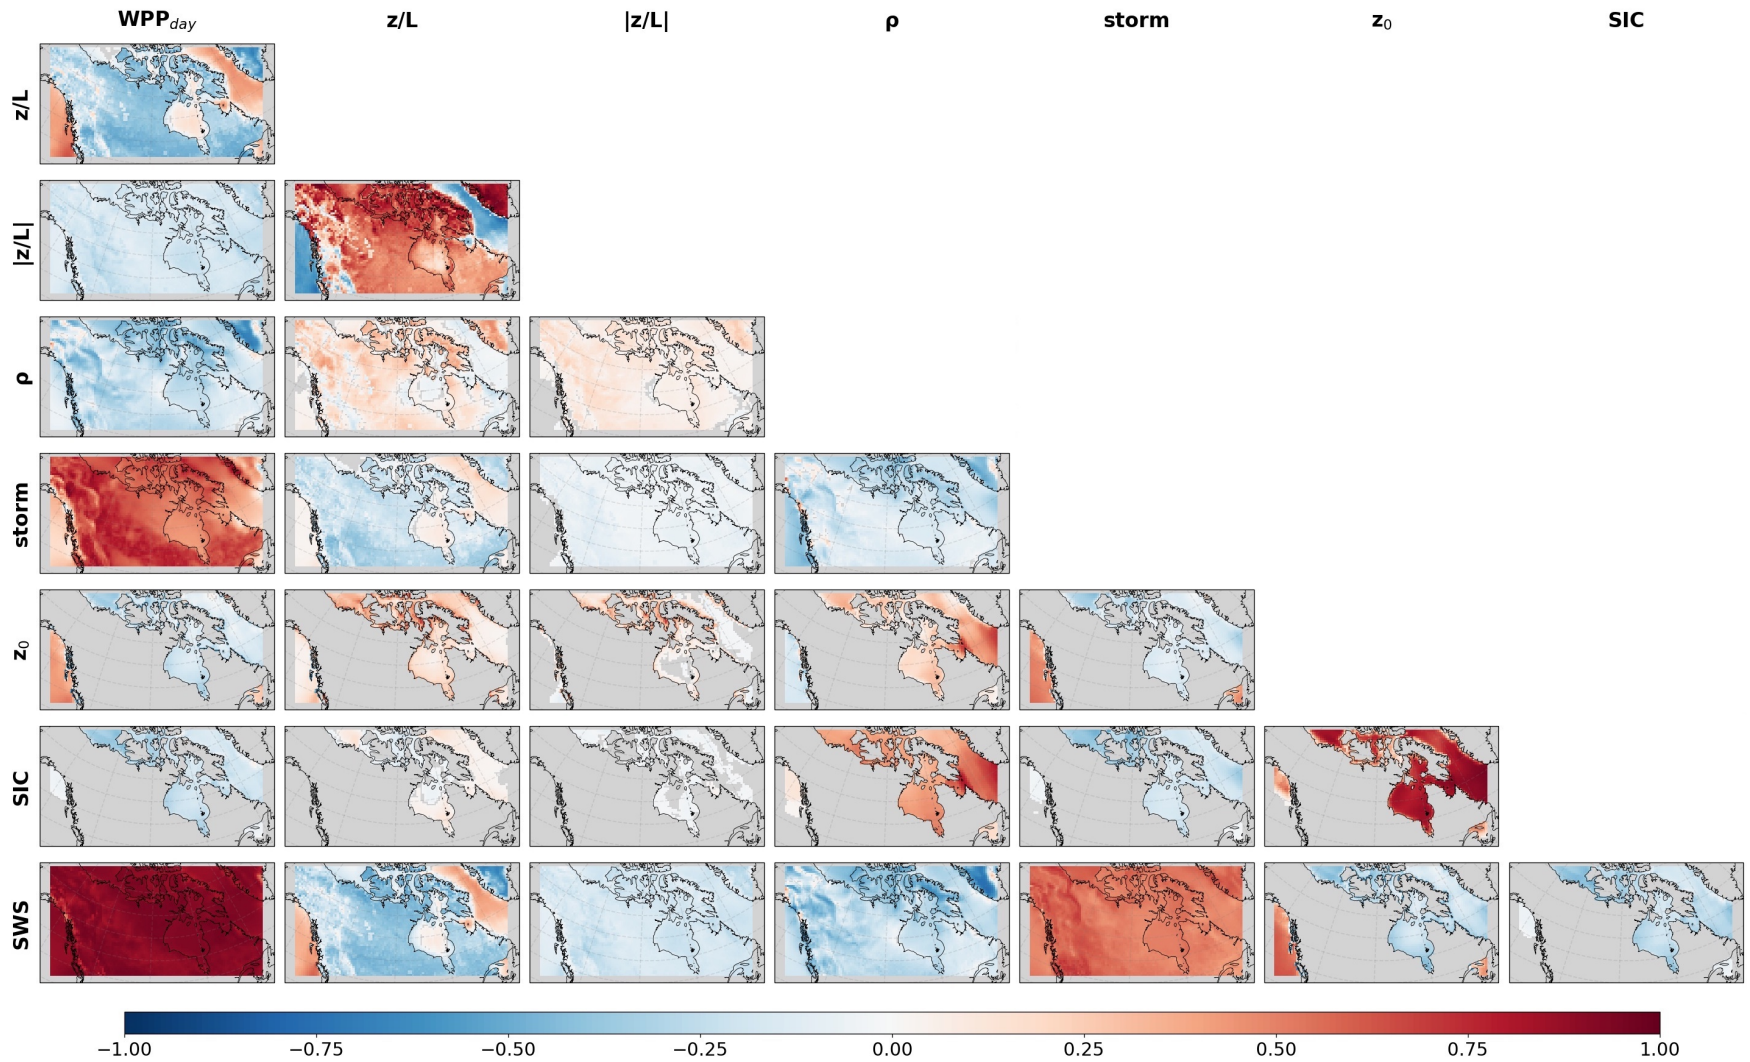 WPP_day z/L |z/L| ρ storm z₀ SIC
z/L
|z/L|
ρ
storm
z₀
SIC
SWS
−1.00 −0.75 −0.50 −0.25 0.00 0.25 0.50 0.75 1.00